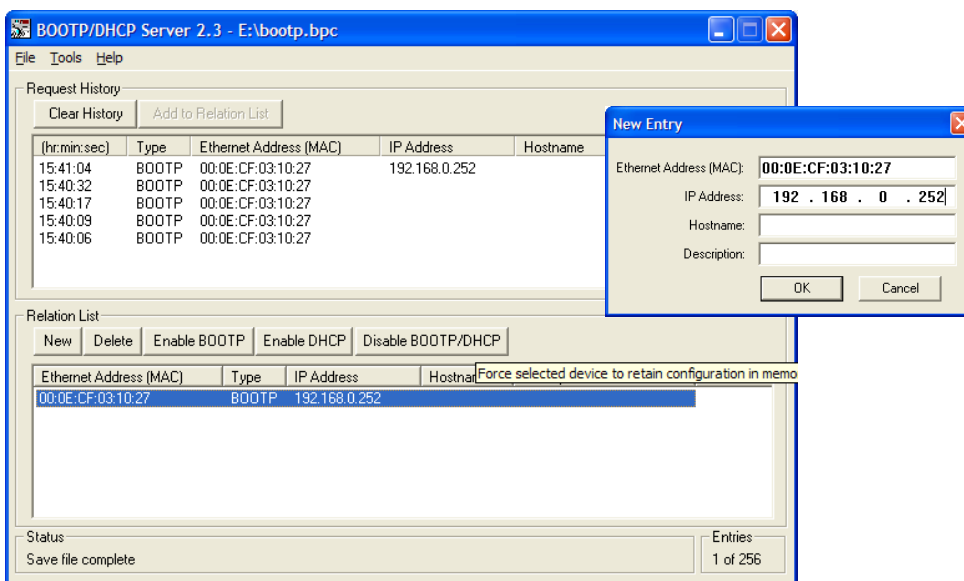 BOOTP/DHCP Server 2.3 - E:\bootp.bpc
File Tools Help
Request History
Clear History Add to Relation List
(hr:min:sec) Type Ethernet Address (MAC) IP Address Hostname
15:41:04 BOOTP 00:0E:CF:03:10:27 192.168.0.252
15:40:32 BOOTP 00:0E:CF:03:10:27
15:40:17 BOOTP 00:0E:CF:03:10:27
15:40:09 BOOTP 00:0E:CF:03:10:27
15:40:06 BOOTP 00:0E:CF:03:10:27
New Entry
Ethernet Address (MAC): 00:0E:CF:03:10:27
IP Address: 192 . 168 . 0 . 252
Hostname:
Description:
OK Cancel
Relation List
New Delete Enable BOOTP Enable DHCP Disable BOOTP/DHCP
Force selected device to retain configuration in memo
Ethernet Address (MAC) Type IP Address Hostnar
00:0E:CF:03:10:27 BOOTP 192.168.0.252
Status
Save file complete
Entries
1 of 256